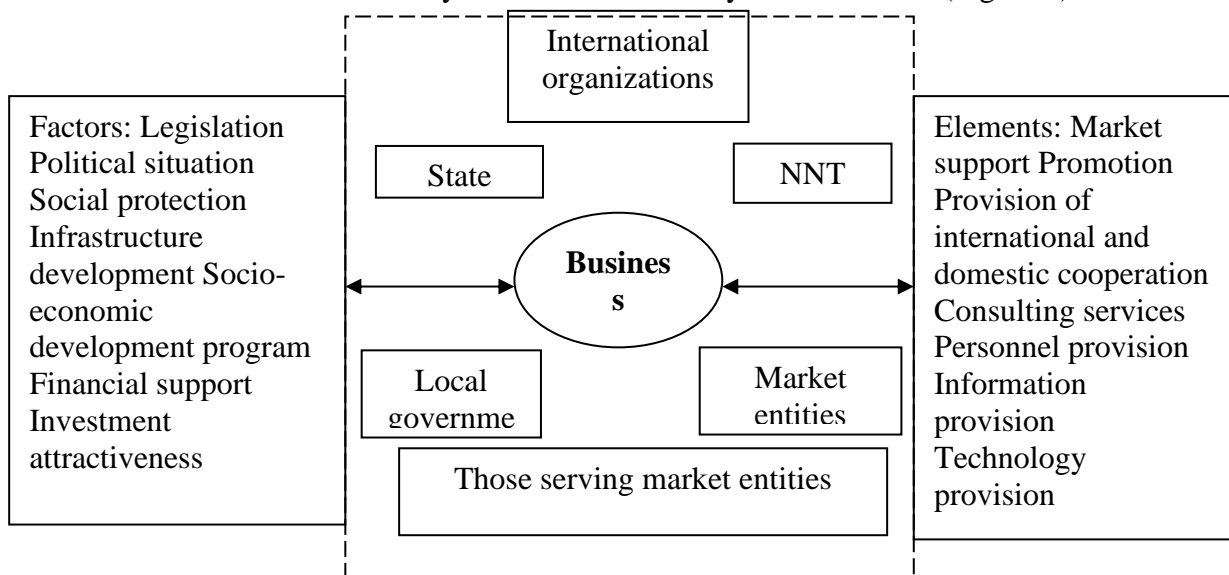 International
organizations
Factors: Legislation
Political situation
Social protection
Infrastructure
development Socio-
economic
development program
Financial support
Investment
attractiveness
State
NNT
Busines
s
Local
governme
Market
entities
Those serving market entities
Elements: Market
support Promotion
Provision of
international and
domestic cooperation
Consulting services
Personnel provision
Information
provision
Technology
provision